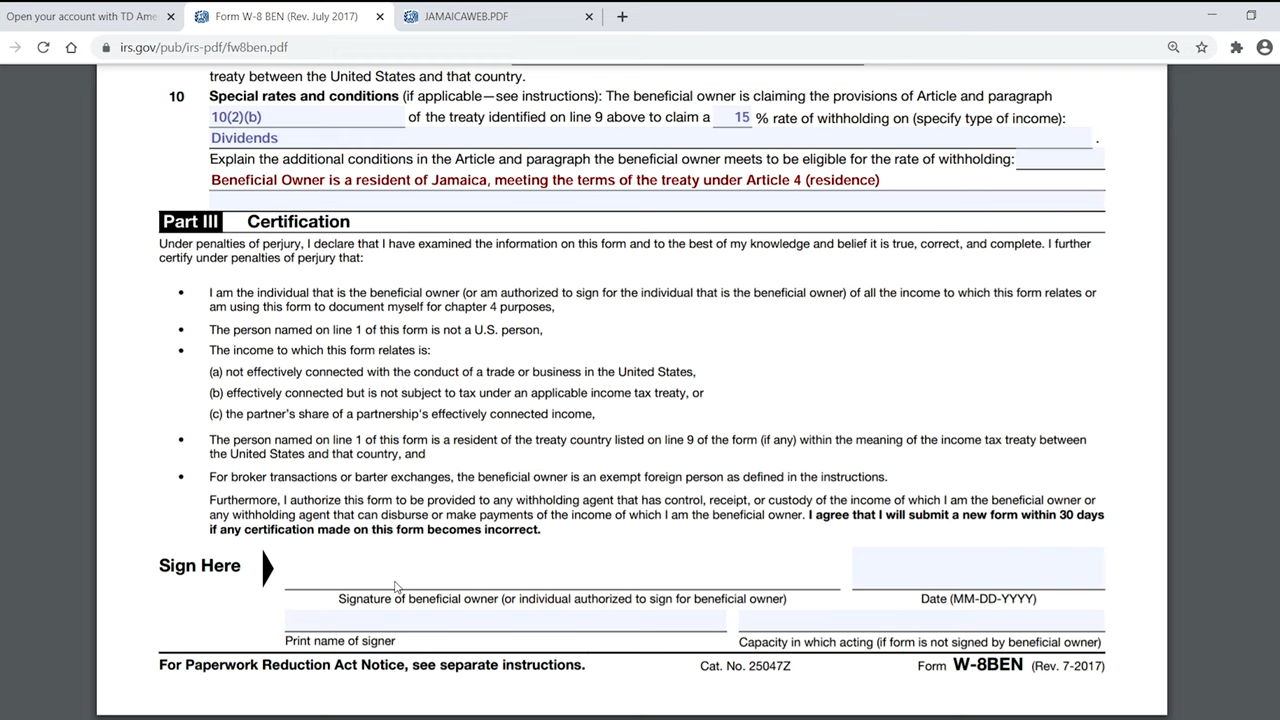 Open your account with TD Ame
Form W-8 BEN (Rev. July 2017)
JAMAICAWEB.PDF
irs.gov/pub/irs-pdf/fw8ben.pdf
treaty between the United States and that country.
10 Special rates and conditions (if applicable—see instructions): The beneficial owner is claiming the provisions of Article and paragraph
10(2)(b) of the treaty identified on line 9 above to claim a 15 % rate of withholding on (specify type of income):
Dividends .
Explain the additional conditions in the Article and paragraph the beneficial owner meets to be eligible for the rate of withholding:
Beneficial Owner is a resident of Jamaica, meeting the terms of the treaty under Article 4 (residence)
Part III Certification
Under penalties of perjury, I declare that I have examined the information on this form and to the best of my knowledge and belief it is true, correct, and complete. I further
certify under penalties of perjury that:
• I am the individual that is the beneficial owner (or am authorized to sign for the individual that is the beneficial owner) of all the income to which this form relates or
am using this form to document myself for chapter 4 purposes,
• The person named on line 1 of this form is not a U.S. person,
• The income to which this form relates is:
(a) not effectively connected with the conduct of a trade or business in the United States,
(b) effectively connected but is not subject to tax under an applicable income tax treaty, or
(c) the partner's share of a partnership's effectively connected income,
• The person named on line 1 of this form is a resident of the treaty country listed on line 9 of the form (if any) within the meaning of the income tax treaty between
the United States and that country, and
• For broker transactions or barter exchanges, the beneficial owner is an exempt foreign person as defined in the instructions.
Furthermore, I authorize this form to be provided to any withholding agent that has control, receipt, or custody of the income of which I am the beneficial owner or
any withholding agent that can disburse or make payments of the income of which I am the beneficial owner. I agree that I will submit a new form within 30 days
if any certification made on this form becomes incorrect.
Sign Here
Signature of beneficial owner (or individual authorized to sign for beneficial owner)
Date (MM-DD-YYYY)
Print name of signer
Capacity in which acting (if form is not signed by beneficial owner)
For Paperwork Reduction Act Notice, see separate instructions.
Cat. No. 25047Z
Form W-8BEN (Rev. 7-2017)